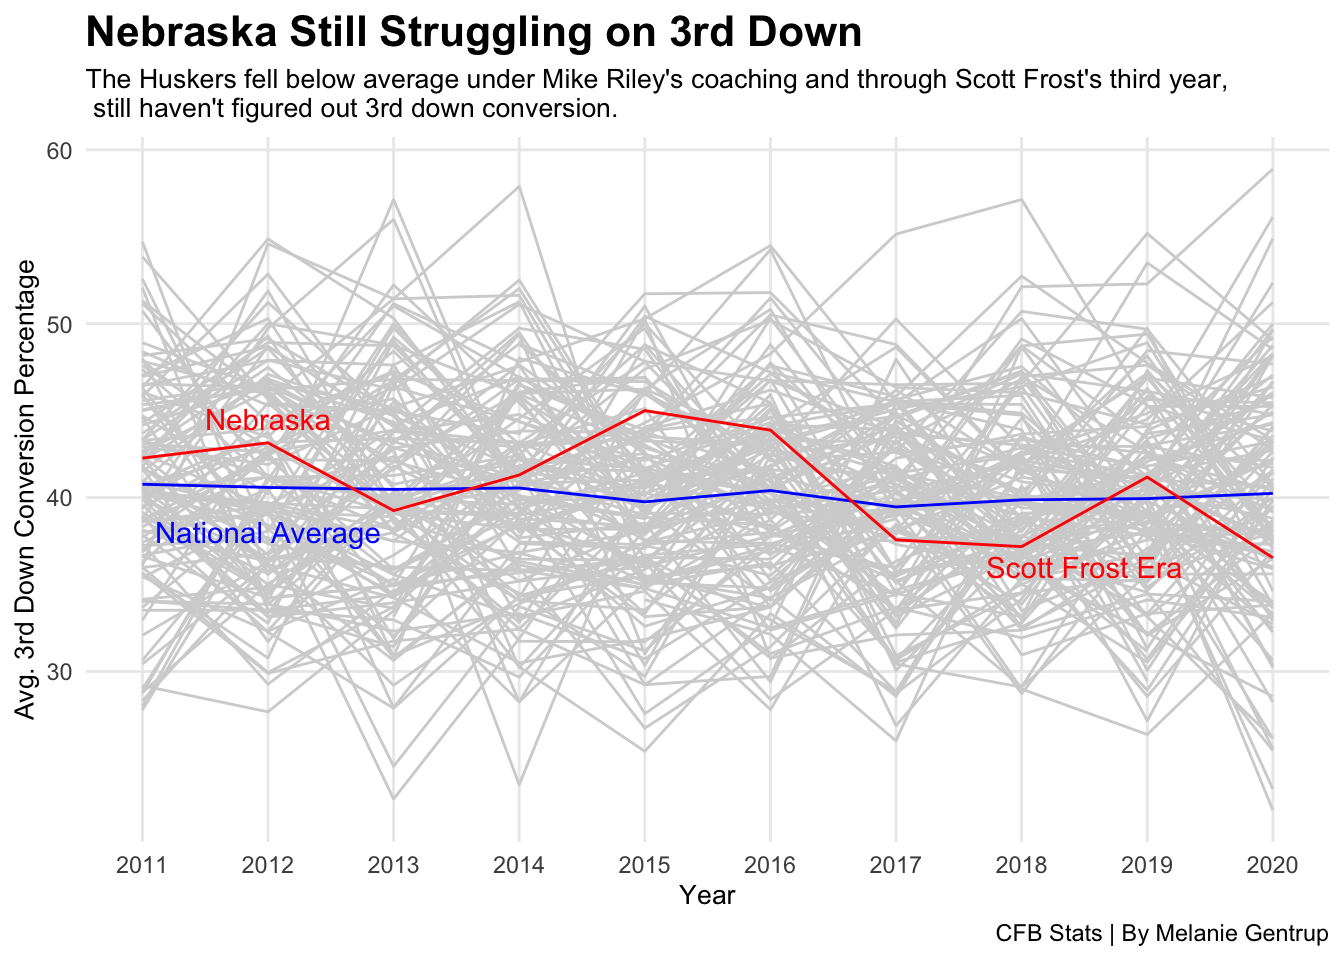 Nebraska Still Struggling on 3rd Down
The Huskers fell below average under Mike Riley's coaching and through Scott Frost's third year,
still haven't figured out 3rd down conversion.
Avg. 3rd Down Conversion Percentage
60
50
40
30
Nebraska
National Average
Scott Frost Era
2011 2012 2013 2014 2015 2016 2017 2018 2019 2020
Year
CFB Stats | By Melanie Gentrup